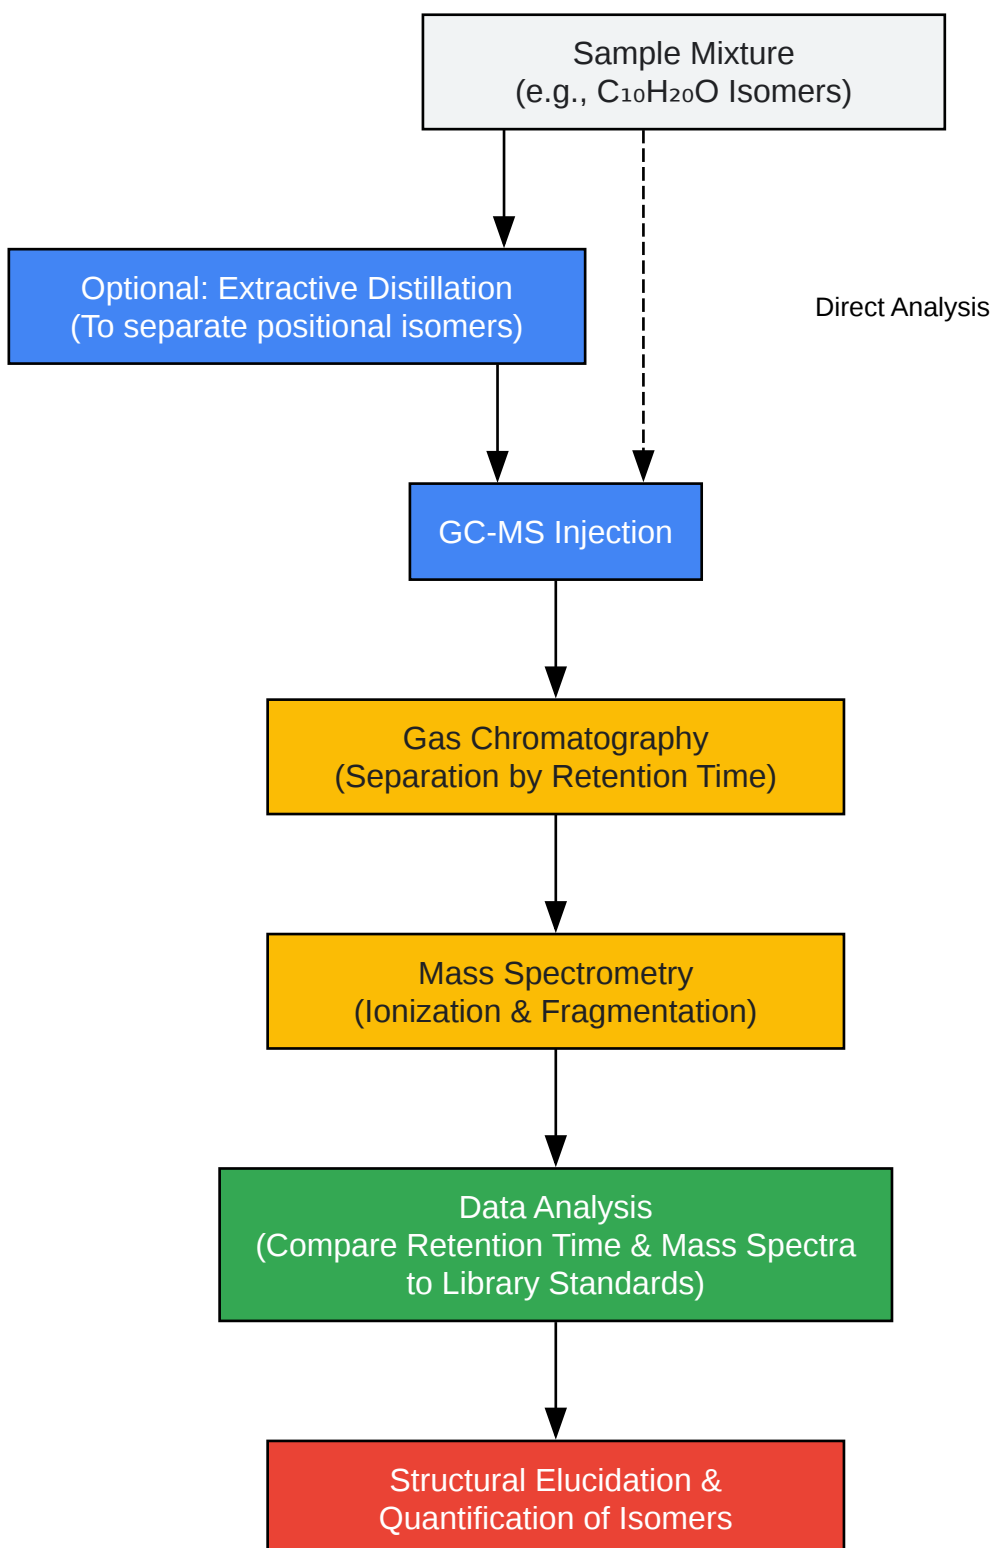 Sample Mixture
(e.g., C₁₀H₂₀O Isomers)
Optional: Extractive Distillation
(To separate positional isomers)
Direct Analysis
GC-MS Injection
Gas Chromatography
(Separation by Retention Time)
Mass Spectrometry
(Ionization & Fragmentation)
Data Analysis
(Compare Retention Time & Mass Spectra
to Library Standards)
Structural Elucidation &
Quantification of Isomers